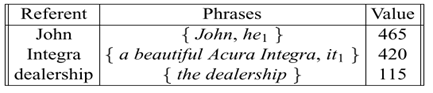 Referent Phrases Value
John { John, he₁ } 465
Integra { a beautiful Acura Integra, it₁ } 420
dealership { the dealership } 115